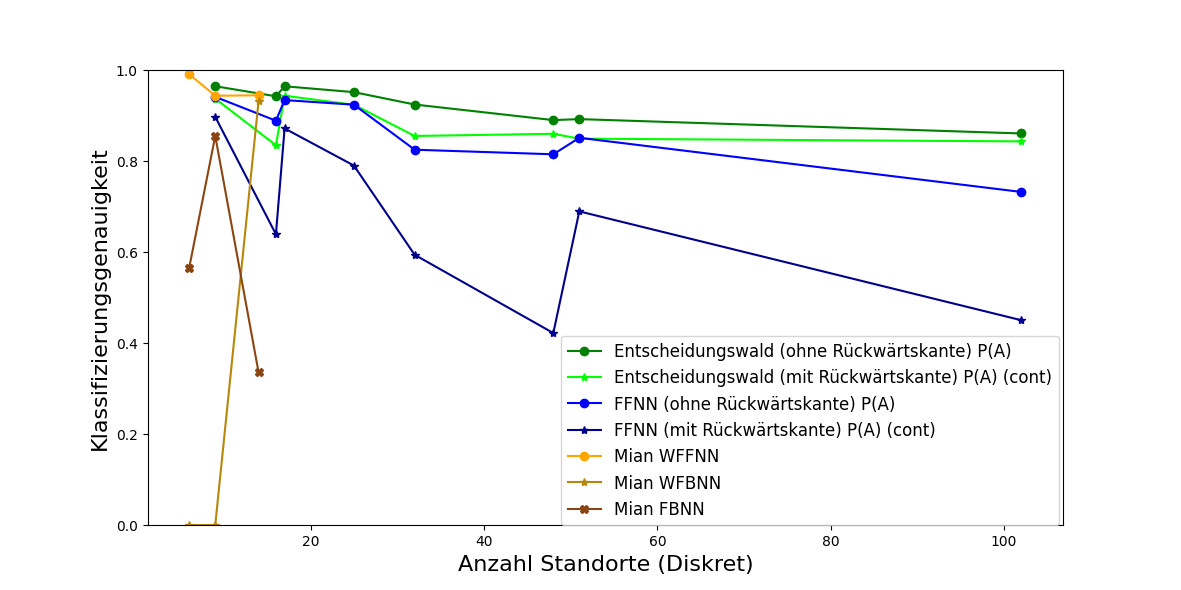 1.0
0.8
0.6
0.4
0.2
0.0
Klassifizierungsgenauigkeit
Entscheidungswald (ohne Rückwärtskante) P(A)
Entscheidungswald (mit Rückwärtskante) P(A) (cont)
FFNN (ohne Rückwärtskante) P(A)
FFNN (mit Rückwärtskante) P(A) (cont)
Mian WFFNN
Mian WFBNN
Mian FBNN
20 40 60 80 100
Anzahl Standorte (Diskret)